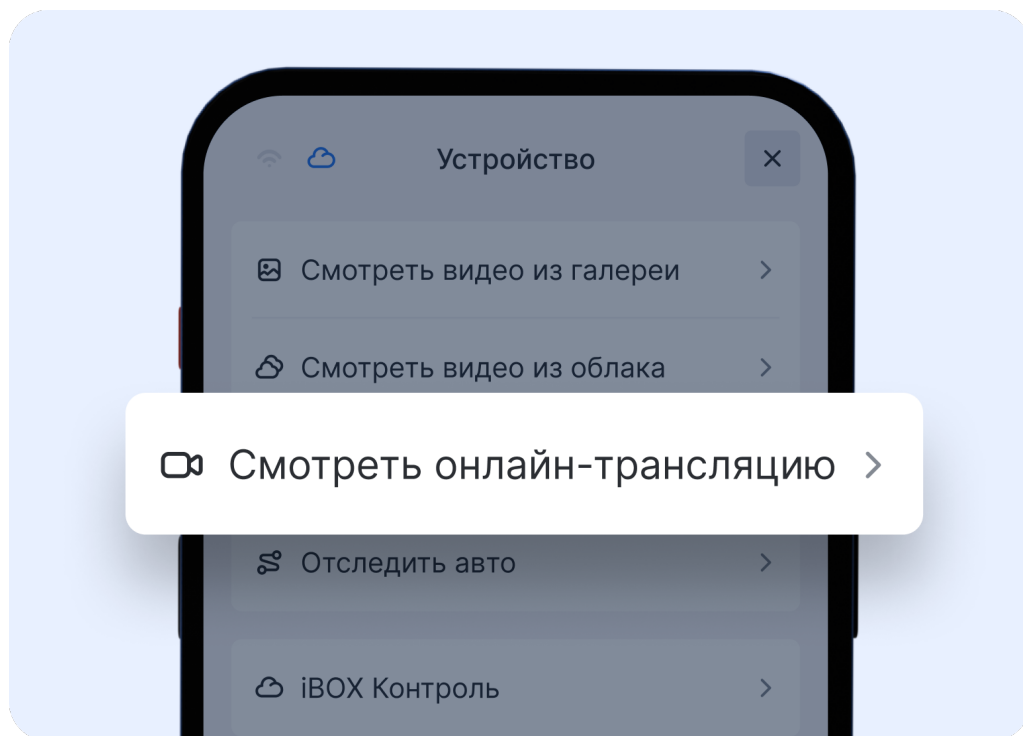 Устройство
Смотреть видео из галереи
Смотреть видео из облака
Смотреть онлайн-трансляцию
Отследить авто
iBOX Контроль